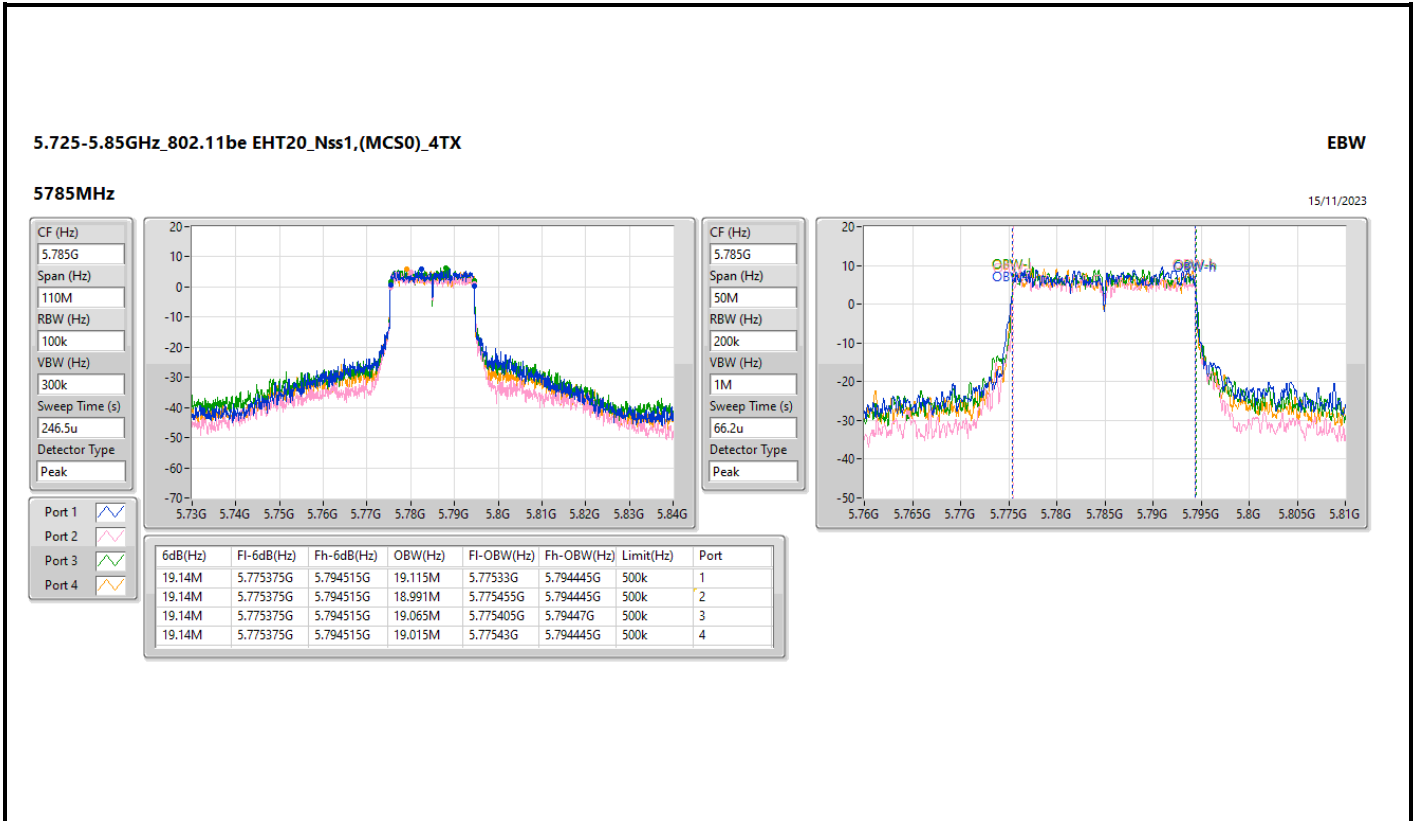 5.725-5.85GHz_802.11be EHT20_Nss1,(MCS0)_4TX
EBW
5785MHz
15/11/2023
CF (Hz)
5.785G
Span (Hz)
110M
RBW (Hz)
100k
VBW (Hz)
300k
Sweep Time (s)
246.5u
Detector Type
Peak
20
10
0
-10
-20
-30
-40
-50
-60
-70
5.73G 5.74G 5.75G 5.76G 5.77G 5.78G 5.79G 5.8G 5.81G 5.82G 5.83G 5.84G
CF (Hz)
5.785G
Span (Hz)
50M
RBW (Hz)
200k
VBW (Hz)
1M
Sweep Time (s)
66.2u
Detector Type
Peak
20
10
0
-10
-20
-30
-40
-50
OBW-l
OBW-h
5.76G 5.765G 5.77G 5.775G 5.78G 5.785G 5.79G 5.795G 5.8G 5.805G 5.81G
Port 1
Port 2
Port 3
Port 4
6dB(Hz) Fl-6dB(Hz) Fh-6dB(Hz) OBW(Hz) Fl-OBW(Hz) Fh-OBW(Hz) Limit(Hz) Port
19.14M 5.775375G 5.794515G 19.115M 5.77533G 5.794445G 500k 1
19.14M 5.775375G 5.794515G 18.991M 5.775455G 5.794445G 500k 2
19.14M 5.775375G 5.794515G 19.065M 5.775405G 5.79447G 500k 3
19.14M 5.775375G 5.794515G 19.015M 5.77543G 5.794445G 500k 4